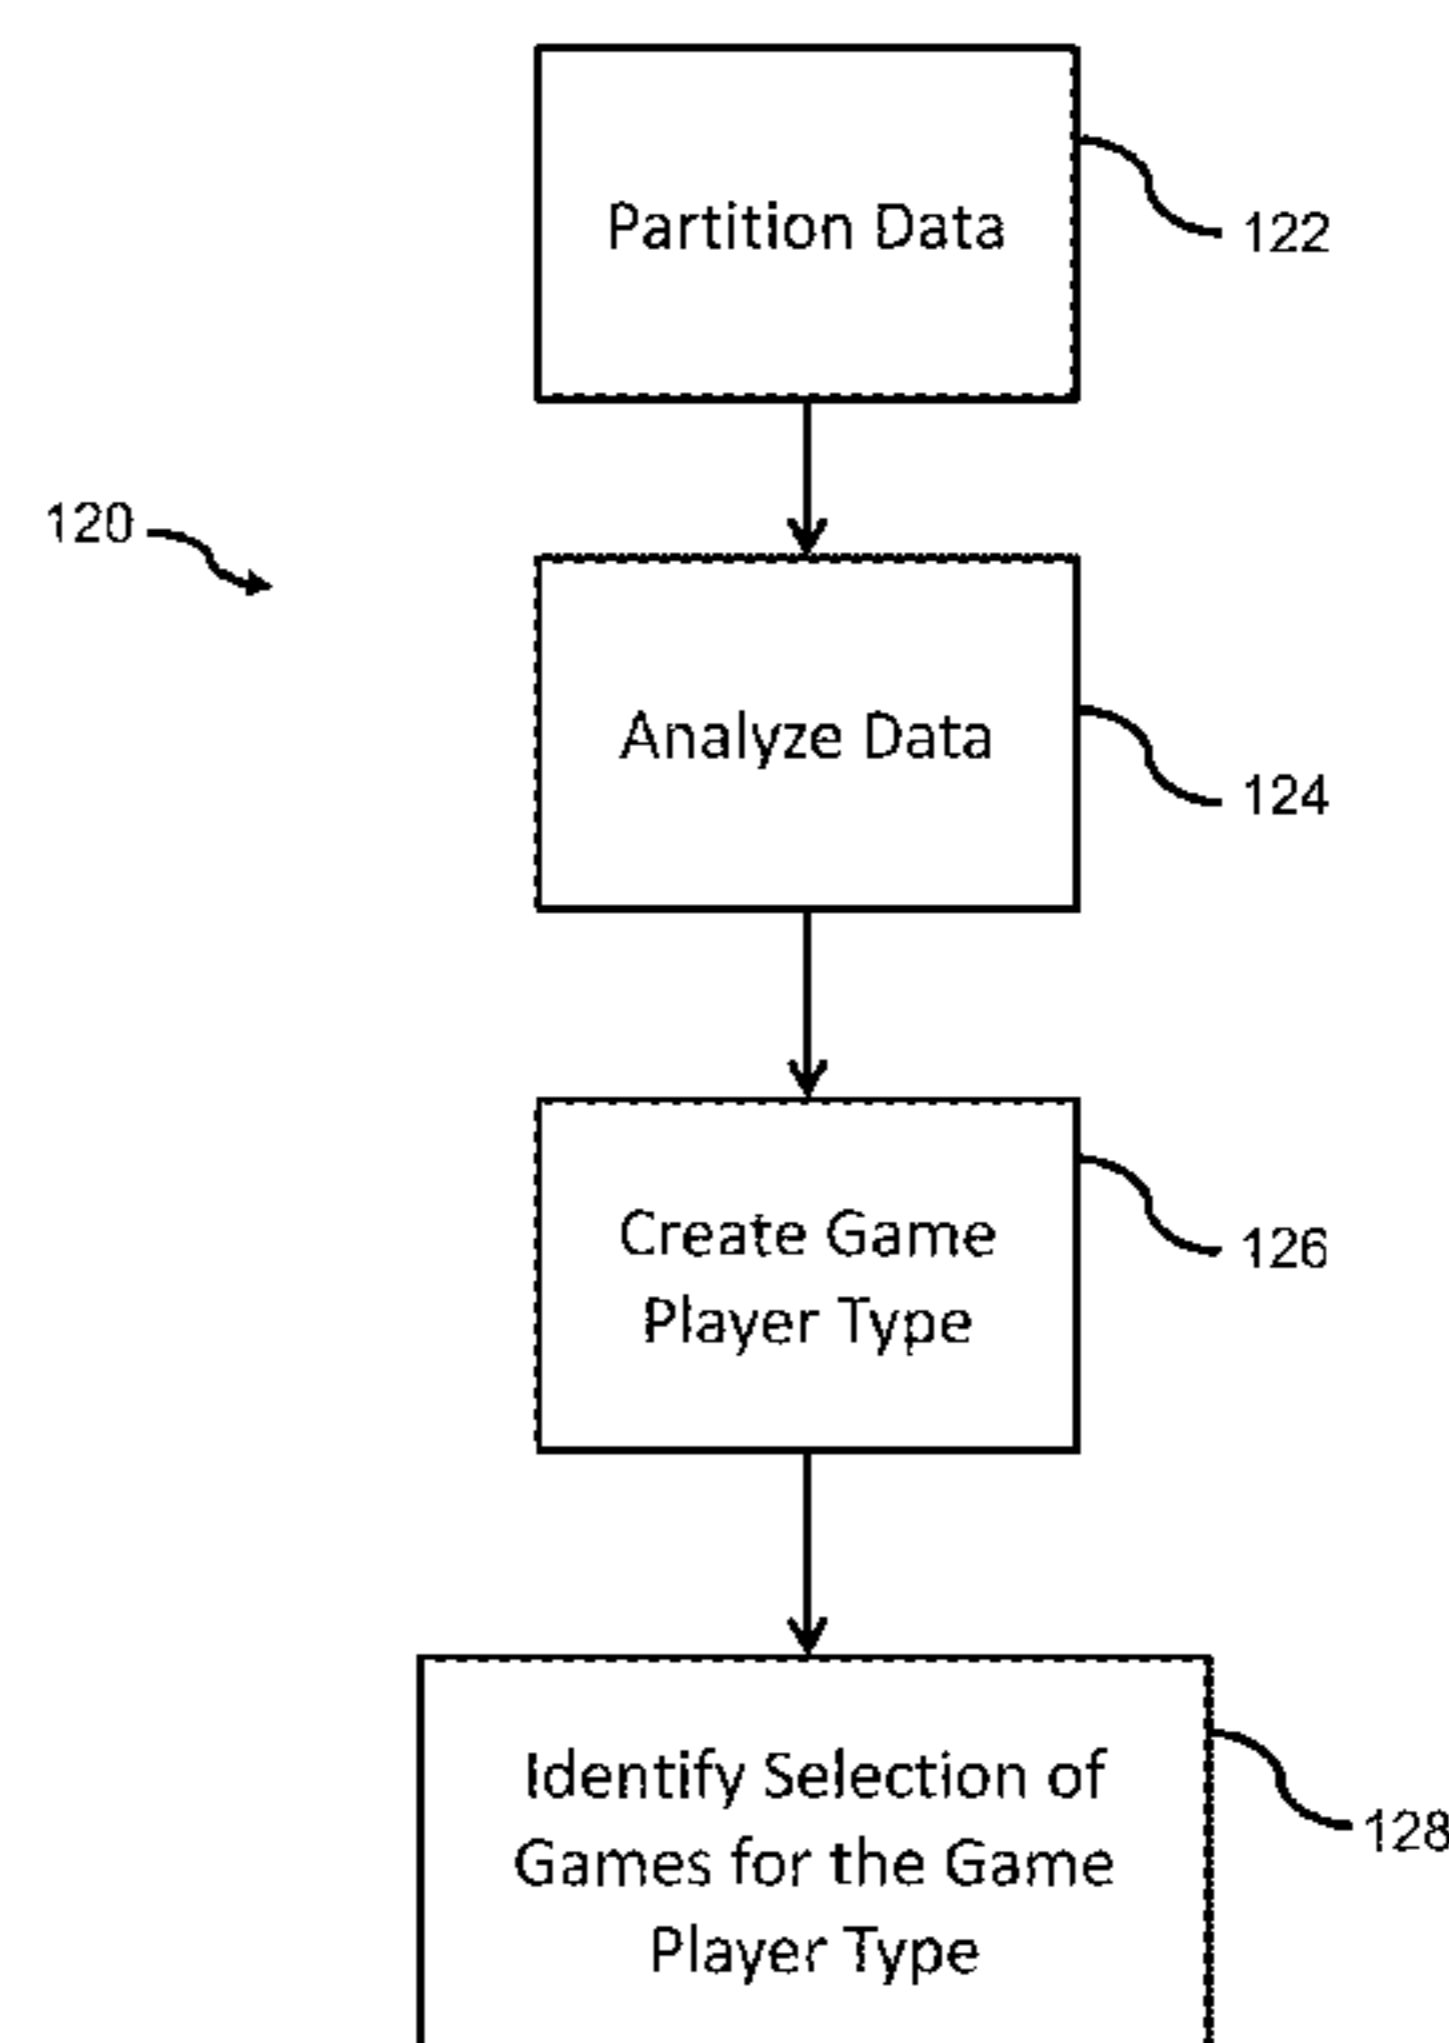 Partition Data
122
120
Analyze Data
124
Create Game
Player Type
126
Identify Selection of
Games for the Game
Player Type
128